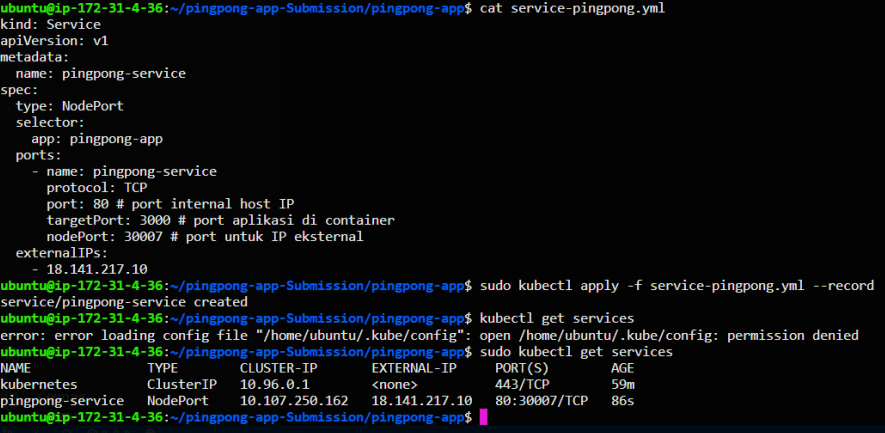 ubuntu@ip-172-31-4-36:~/pingpong-app-Submission/pingpong-app$ cat service-pingpong.yml
kind: Service
apiVersion: v1
metadata:
  name: pingpong-service
spec:
  type: NodePort
  selector:
    app: pingpong-app
  ports:
    - name: pingpong-service
      protocol: TCP
      port: 80 # port internal host IP
      targetPort: 3000 # port aplikasi di container
      nodePort: 30007 # port untuk IP eksternal
  externalIPs:
    - 18.141.217.10
ubuntu@ip-172-31-4-36:~/pingpong-app-Submission/pingpong-app$ sudo kubectl apply -f service-pingpong.yml --record
service/pingpong-service created
ubuntu@ip-172-31-4-36:~/pingpong-app-Submission/pingpong-app$ kubectl get services
error: error loading config file "/home/ubuntu/.kube/config": open /home/ubuntu/.kube/config: permission denied
ubuntu@ip-172-31-4-36:~/pingpong-app-Submission/pingpong-app$ sudo kubectl get services
NAME               TYPE        CLUSTER-IP       EXTERNAL-IP     PORT(S)        AGE
kubernetes         ClusterIP   10.96.0.1        <none>          443/TCP        59m
pingpong-service   NodePort    10.107.250.162   18.141.217.10   80:30007/TCP   86s
ubuntu@ip-172-31-4-36:~/pingpong-app-Submission/pingpong-app$